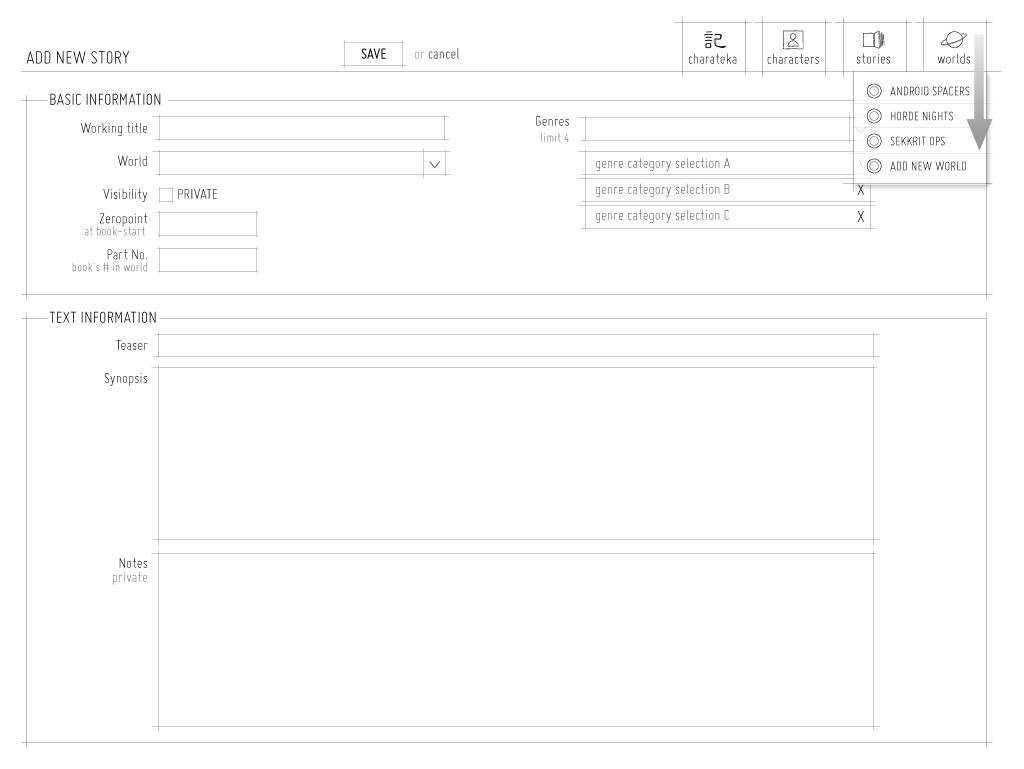 ADD NEW STORY
SAVE or cancel
記
charateka
characters
stories
worlds
ANDROID SPACERS
HORDE NIGHTS
SEKKRIT OPS
ADD NEW WORLD
BASIC INFORMATION
Working title
World
Visibility PRIVATE
Zeropoint
at book-start
Part No.
book's # in world
Genres
limit 4
genre category selection A X
genre category selection B X
genre category selection C X
TEXT INFORMATION
Teaser
Synopsis
Notes
private